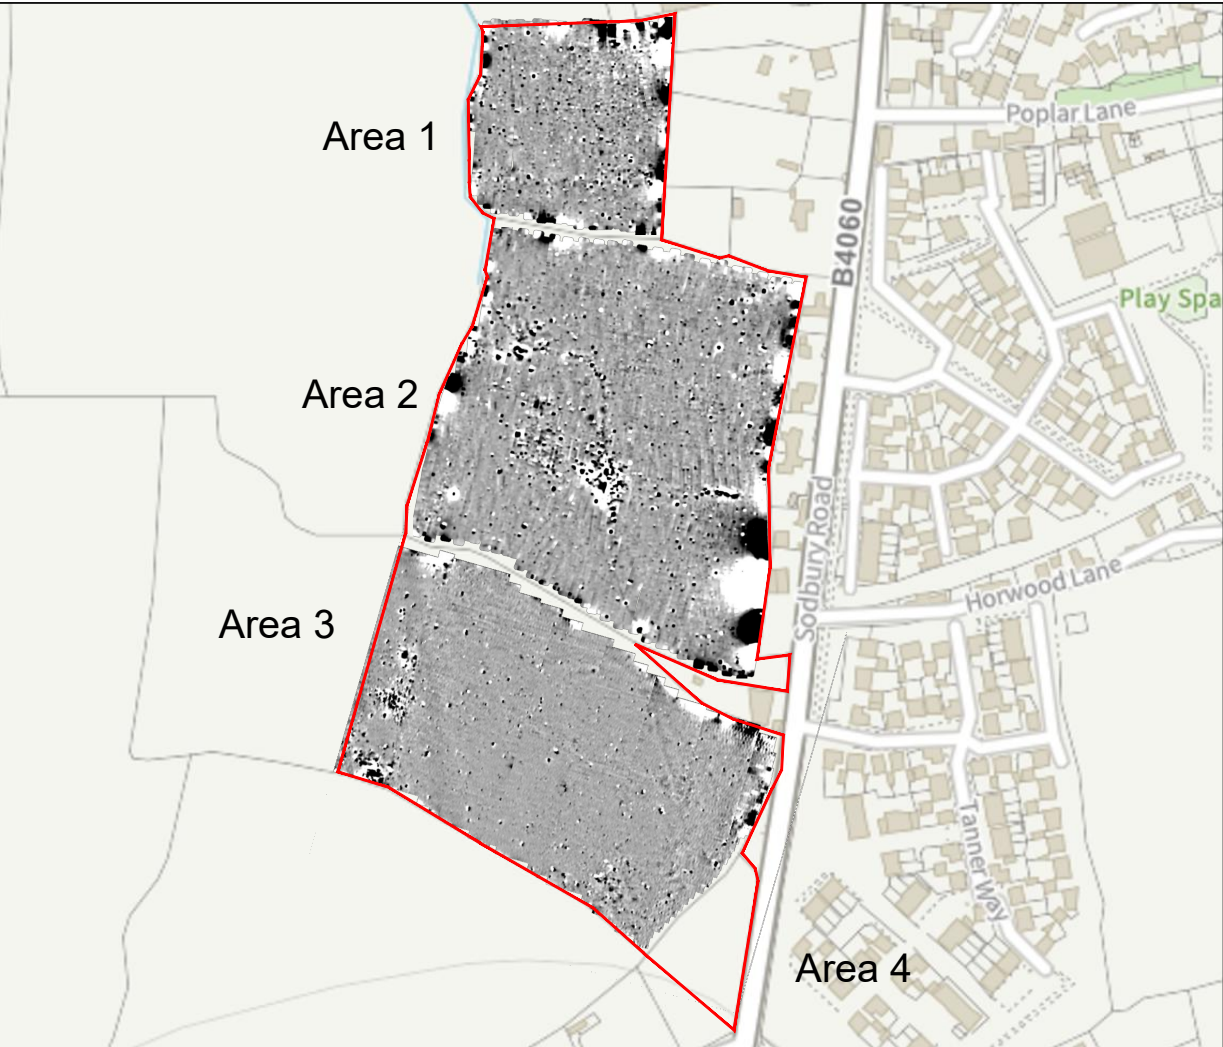 Poplar Lane
Area 1
B4060
Play Spa
Area 2
Sodbury Road
Horwood Lane
Area 3
Tanner Way
Area 4